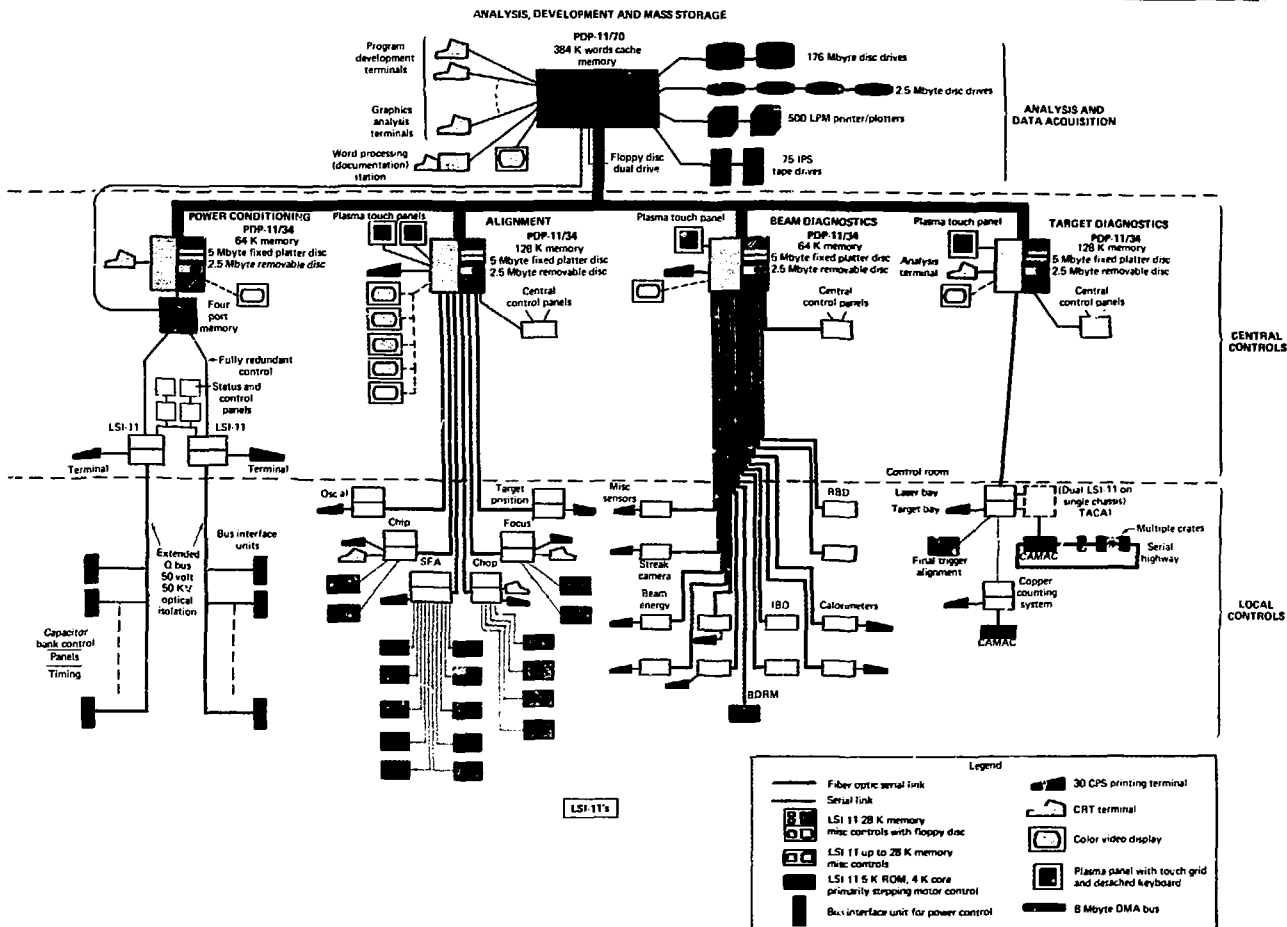 ANALYSIS, DEVELOPMENT AND MASS STORAGE
PDP-11/70
384 K words cache
memory
Program
development
terminals
Graphics
analysis
terminals
Word processing
(documentation)
station
Floppy disc
dual drive
176 Mbyte disc drives
2.5 Mbyte disc drives
500 LPM printer/plotters
75 IPS
tape drives
ANALYSIS AND
DATA ACQUISITION
POWER CONDITIONING
PDP-11/34
64 K memory
5 Mbyte fixed platter disc
2.5 Mbyte removable disc
Four
port
memory
Fully redundant
control
Status and
control
panels
LSI-11
LSI-11
Terminal
Terminal
Plasma touch panels
ALIGNMENT
PDP-11/34
128 K memory
5 Mbyte fixed platter disc
2.5 Mbyte removable disc
Central
control panels
Plasma touch panel
BEAM DIAGNOSTICS
PDP-11/34
64 K memory
5 Mbyte fixed platter disc
2.5 Mbyte removable disc
Central
control panels
Plasma touch panel
Analysis
terminal
TARGET DIAGNOSTICS
PDP-11/34
128 K memory
5 Mbyte fixed platter disc
2.5 Mbyte removable disc
Central
control panels
CENTRAL
CONTROLS
Control room
Bus interface
units
Extended
Q bus
50 volt
50 KV
optical
isolation
Capacitor
bank control
Panels
Timing
Oscal
Target
position
Chip
Focus
SFA
Chop
Misc
sensors
RBD
Streak
camera
Beam
energy
IBD
Calorimeters
BDRM
Laser bay
Target bay
(Dual LSI-11 on
single chassis)
TACA1
Multiple crates
CAMAC
Serial
highway
Final trigger
alignment
Copper
counting
system
CAMAC
LOCAL
CONTROLS
LSI-11's
Legend
Fiber optic serial link
Serial link
LSI 11 28 K memory
misc controls with floppy disc
LSI 11 up to 28 K memory
misc controls
LSI 11 5 K ROM, 4 K core
primarily stepping motor control
Bus interface unit for power control
30 CPS printing terminal
CRT terminal
Color video display
Plasma panel with touch grid
and detached keyboard
8 Mbyte DMA bus